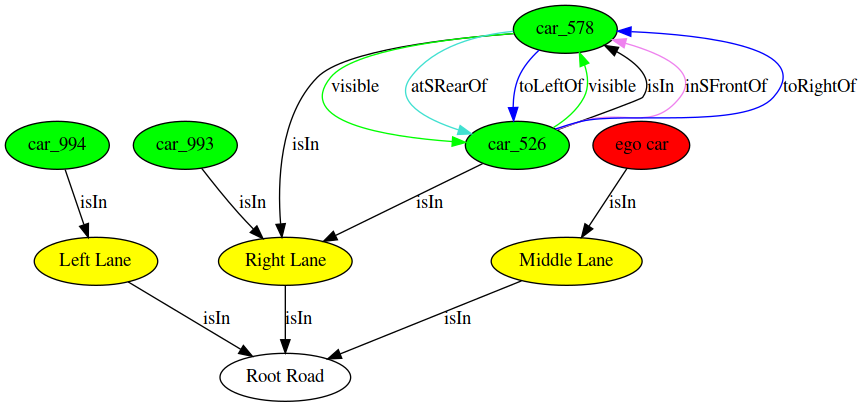 car_578
visible
atSRearOf
toLeftOf
visible
isIn
inSFrontOf
toRightOf
car_994
car_993
isIn
car_526
ego car
isIn
isIn
isIn
isIn
Left Lane
Right Lane
Middle Lane
isIn
isIn
isIn
Root Road